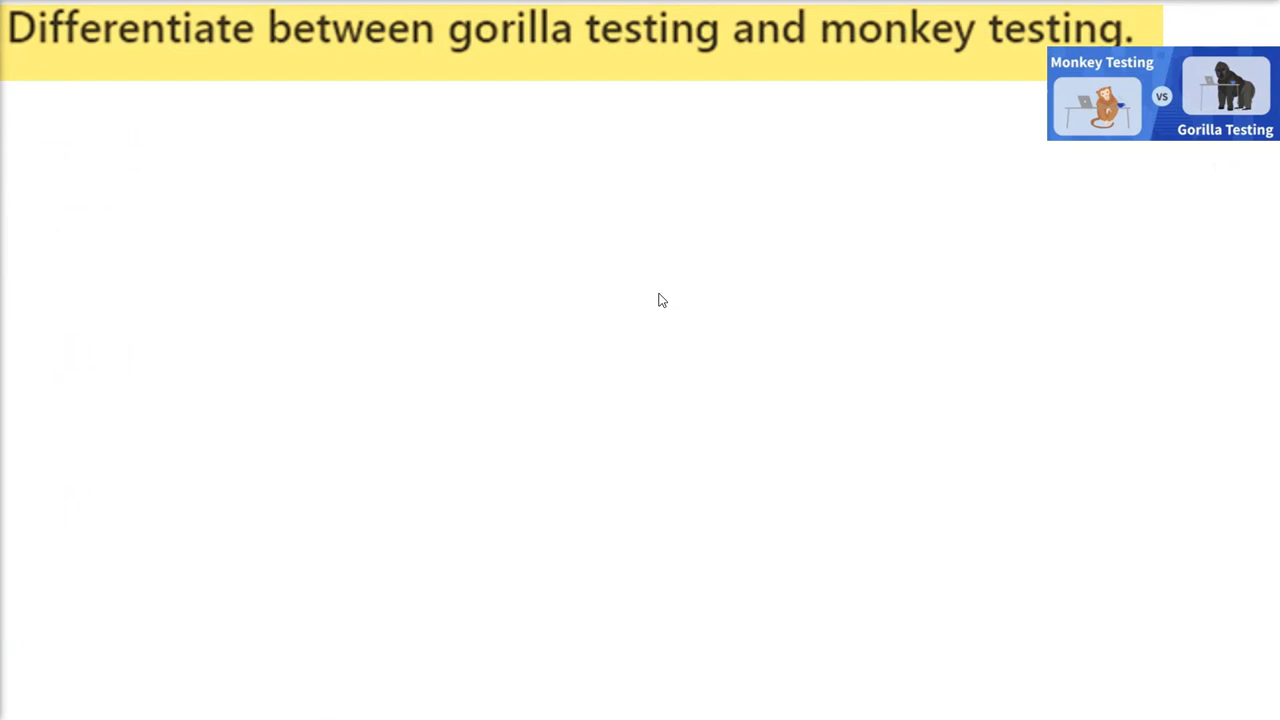 Differentiate between gorilla testing and monkey testing.
Monkey Testing
VS
Gorilla Testing